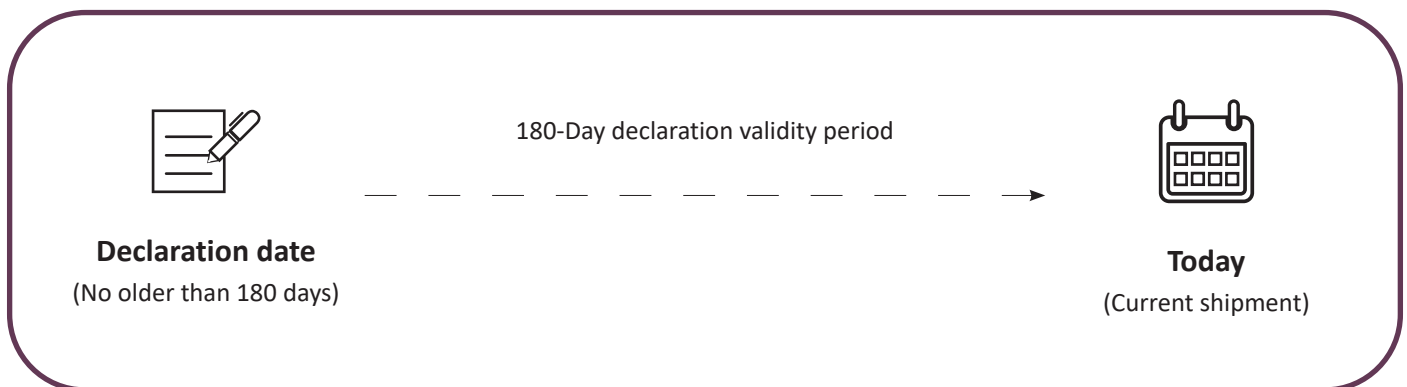 180-Day declaration validity period
Declaration date
(No older than 180 days)
Today
(Current shipment)